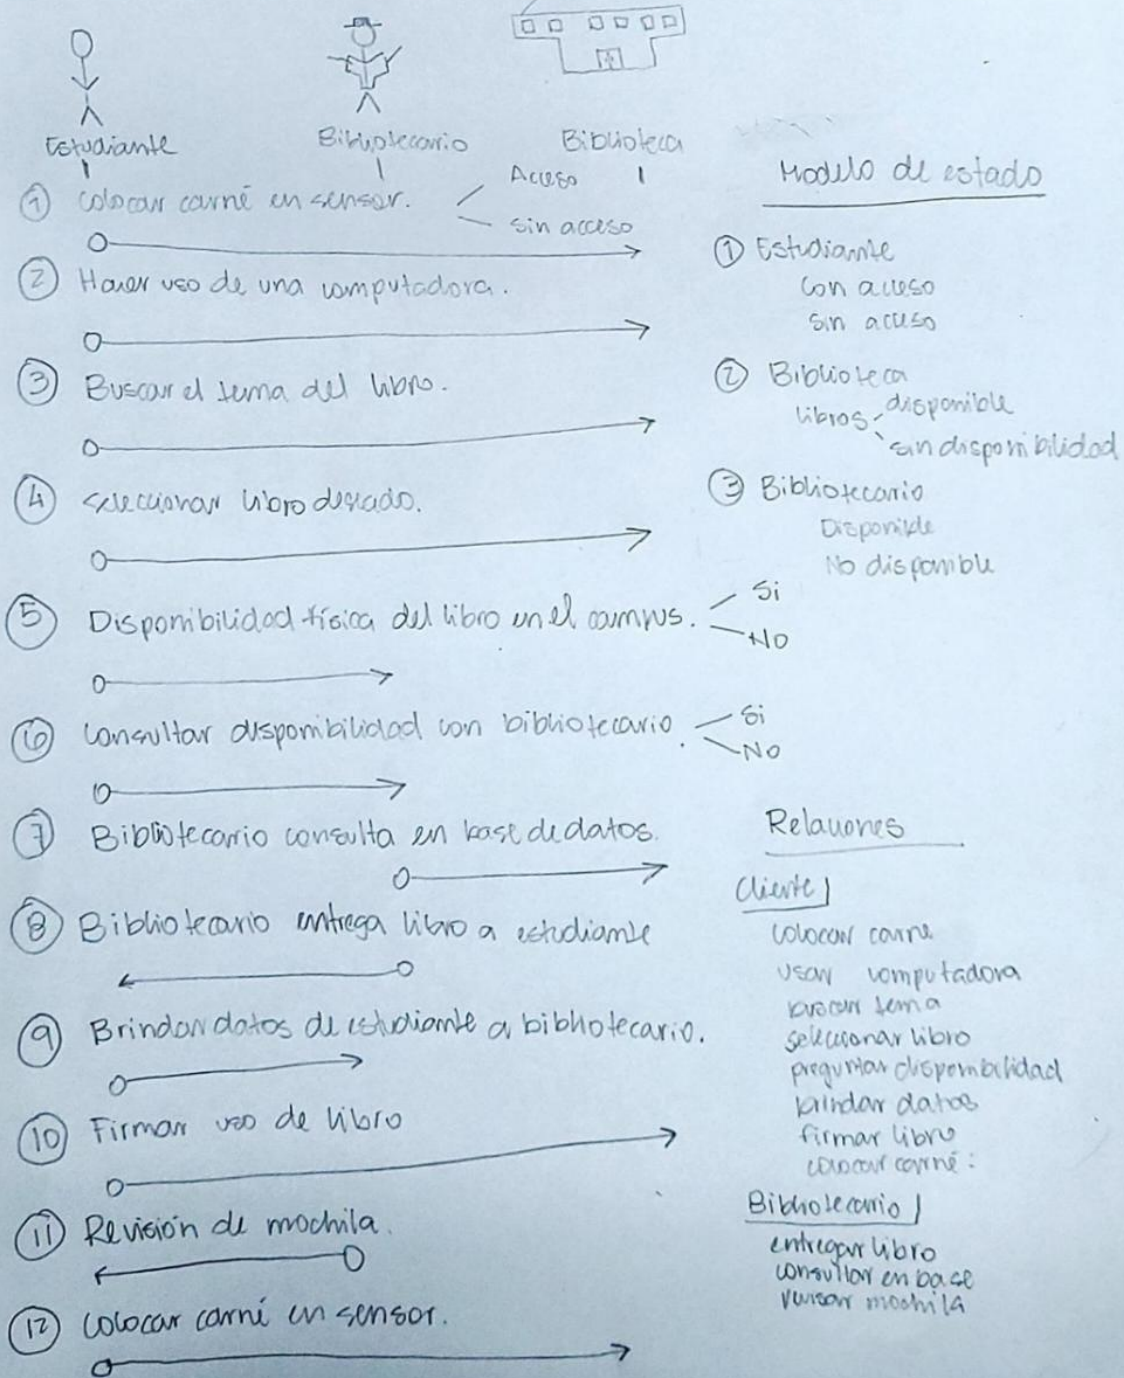 Estudiante
Bibliotecario
Biblioteca
① Colocar carné en sensor.
Acceso
sin acceso
② Hacer uso de una computadora.
③ Buscar el tema del libro.
④ Seleccionar libro deseado.
⑤ Disponibilidad física del libro en el campus.
Si
No
⑥ Consultar disponibilidad con bibliotecario.
Si
No
⑦ Bibliotecario consulta en base de datos.
⑧ Bibliotecario entrega libro a estudiante
⑨ Brindar datos de estudiante a bibliotecario.
⑩ Firmar uso de libro
⑪ Revisión de mochila.
⑫ Colocar carné en sensor.
Modelo de estado
① Estudiante
Con acceso
Sin acceso
② Biblioteca
libros
disponible
sin disponibilidad
③ Bibliotecario
Disponible
No disponible
Relaciones
Cliente
colocar carne
usar computadora
buscar tema
seleccionar libro
preguntar disponibilidad
brindar datos
firmar libro
colocar carné:
Bibliotecario
entregar libro
consultar en base
revisar mochila